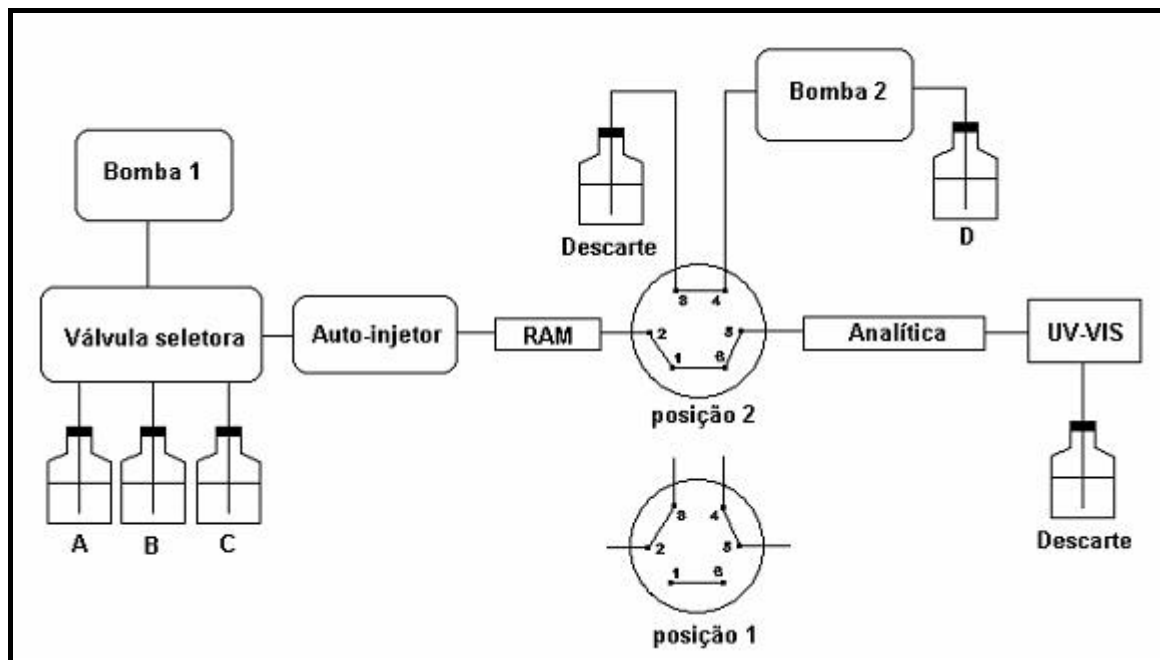 Bomba 1
Bomba 2
Descarte
D
Válvula seletora
Auto-injetor
RAM
3 4
2 5
1 6
Analítica
UV-VIS
posição 2
A B C
Descarte
3 4
2 5
1 6
posição 1